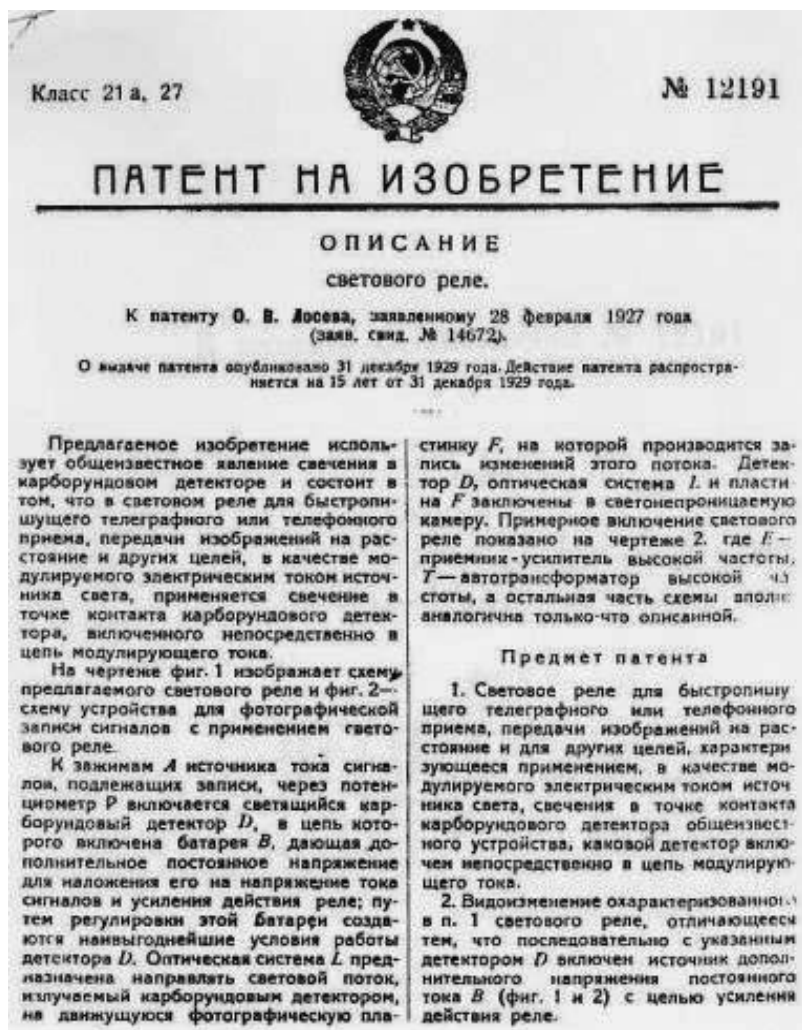 Класс 21 а, 27
№ 12191
ПАТЕНТ НА ИЗОБРЕТЕНИЕ
ОПИСАНИЕ
светового реле.
К патенту О. В. Лосева, заявленному 28 февраля 1927 года
(заяв. свид. № 14672).
О выдаче патента опубликовано 31 декабря 1929 года. Действие патента распростра-
няется на 15 лет от 31 декабря 1929 года.
Предлагаемое изобретение исполь-
зует общеизвестное явление свечения в
карборундовом детекторе и состоит в
том, что в световом реле для быстропи-
шущего телеграфного или телефонного
приема, передачи изображений на рас-
стояние и других целей, в качестве мо-
дулируемого электрическим током источ-
ника света, применяется свечение в
точке контакта карборундового детек-
тора, включенного непосредственно в
цепь модулирующего тока.
На чертеже фиг. 1 изображает схему
предлагаемого светового реле и фиг. 2—
схему устройства для фотографической
записи сигналов с применением свето-
вого реле.
К зажимам A источника тока сигна-
лов, подлежащих записи, через потен-
циометр P включается светящийся кар-
борундовый детектор D, в цепь кото-
рого включена батарея B, дающая до-
полнительное постоянное напряжение
для наложения его на напряжение тока
сигналов и усиления действия реле; пу-
тем регулировки этой батареи созда-
ются наивыгоднейшие условия работы
детектора D. Оптическая система L пред-
назначена направлять световой поток,
излучаемый карборундовым детектором,
на движущуюся фотографическую пла-
стинку F, на которой производится за-
пись изменений этого потока. Детек-
тор D, оптическая система L и пласти-
на F заключены в светонепроницаемую
камеру. Примерное включение светового
реле показано на чертеже 2, где E—
приемник-усилитель высокой частоты,
T—автотрансформатор высокой ча
стоты, а остальная часть схемы вполне
аналогична только-что описанной.
Предмет патента
1. Световое реле для быстропишу
щего телеграфного или телефонного
приема, передачи изображений на рас-
стояние и для других целей, характери
зующееся применением, в качестве мо-
дулируемого электрическим током источ
ника света, свечения в точке контакта
карборундового детектора общеизвест-
ного устройства, каковой детектор вклю-
чен непосредственно в цепь модулирую-
щего тока.
2. Видоизменение охарактеризованного
в п. 1 светового реле, отличающееся
тем, что последовательно с указанным
детектором D включен источник допол-
нительного напряжения постоянного
тока B (фиг. 1 и 2) с целью усиления
действия реле.